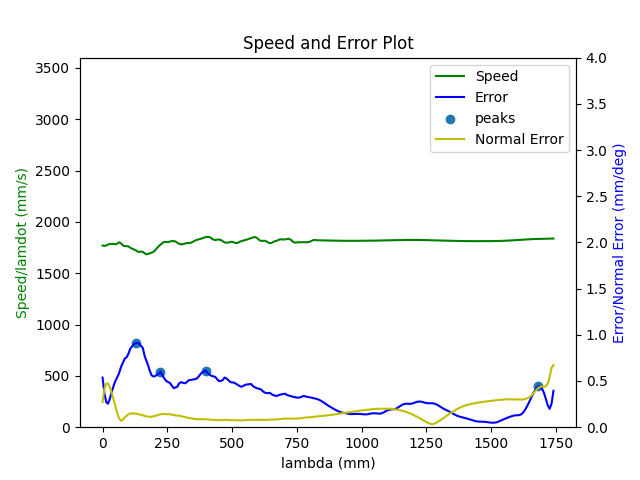 Speed and Error Plot
Speed/lamdot (mm/s)
3500
3000
2500
2000
1500
1000
500
0
Speed
Error
peaks
Normal Error
4.0
3.5
3.0
2.5
2.0
1.5
1.0
0.5
0.0
Error/Normal Error (mm/deg)
0 250 500 750 1000 1250 1500 1750
lambda (mm)